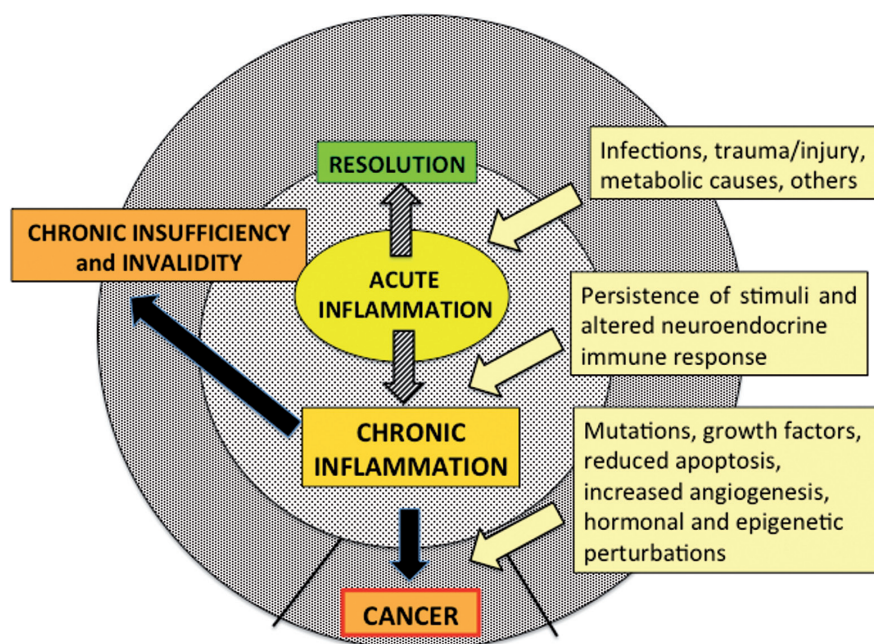 RESOLUTION
Infections, trauma/injury,
metabolic causes, others
CHRONIC INSUFFICIENCY
and INVALIDITY
ACUTE
INFLAMMATION
Persistence of stimuli and
altered neuroendocrine
immune response
CHRONIC
INFLAMMATION
Mutations, growth factors,
reduced apoptosis,
increased angiogenesis,
hormonal and epigenetic
perturbations
CANCER